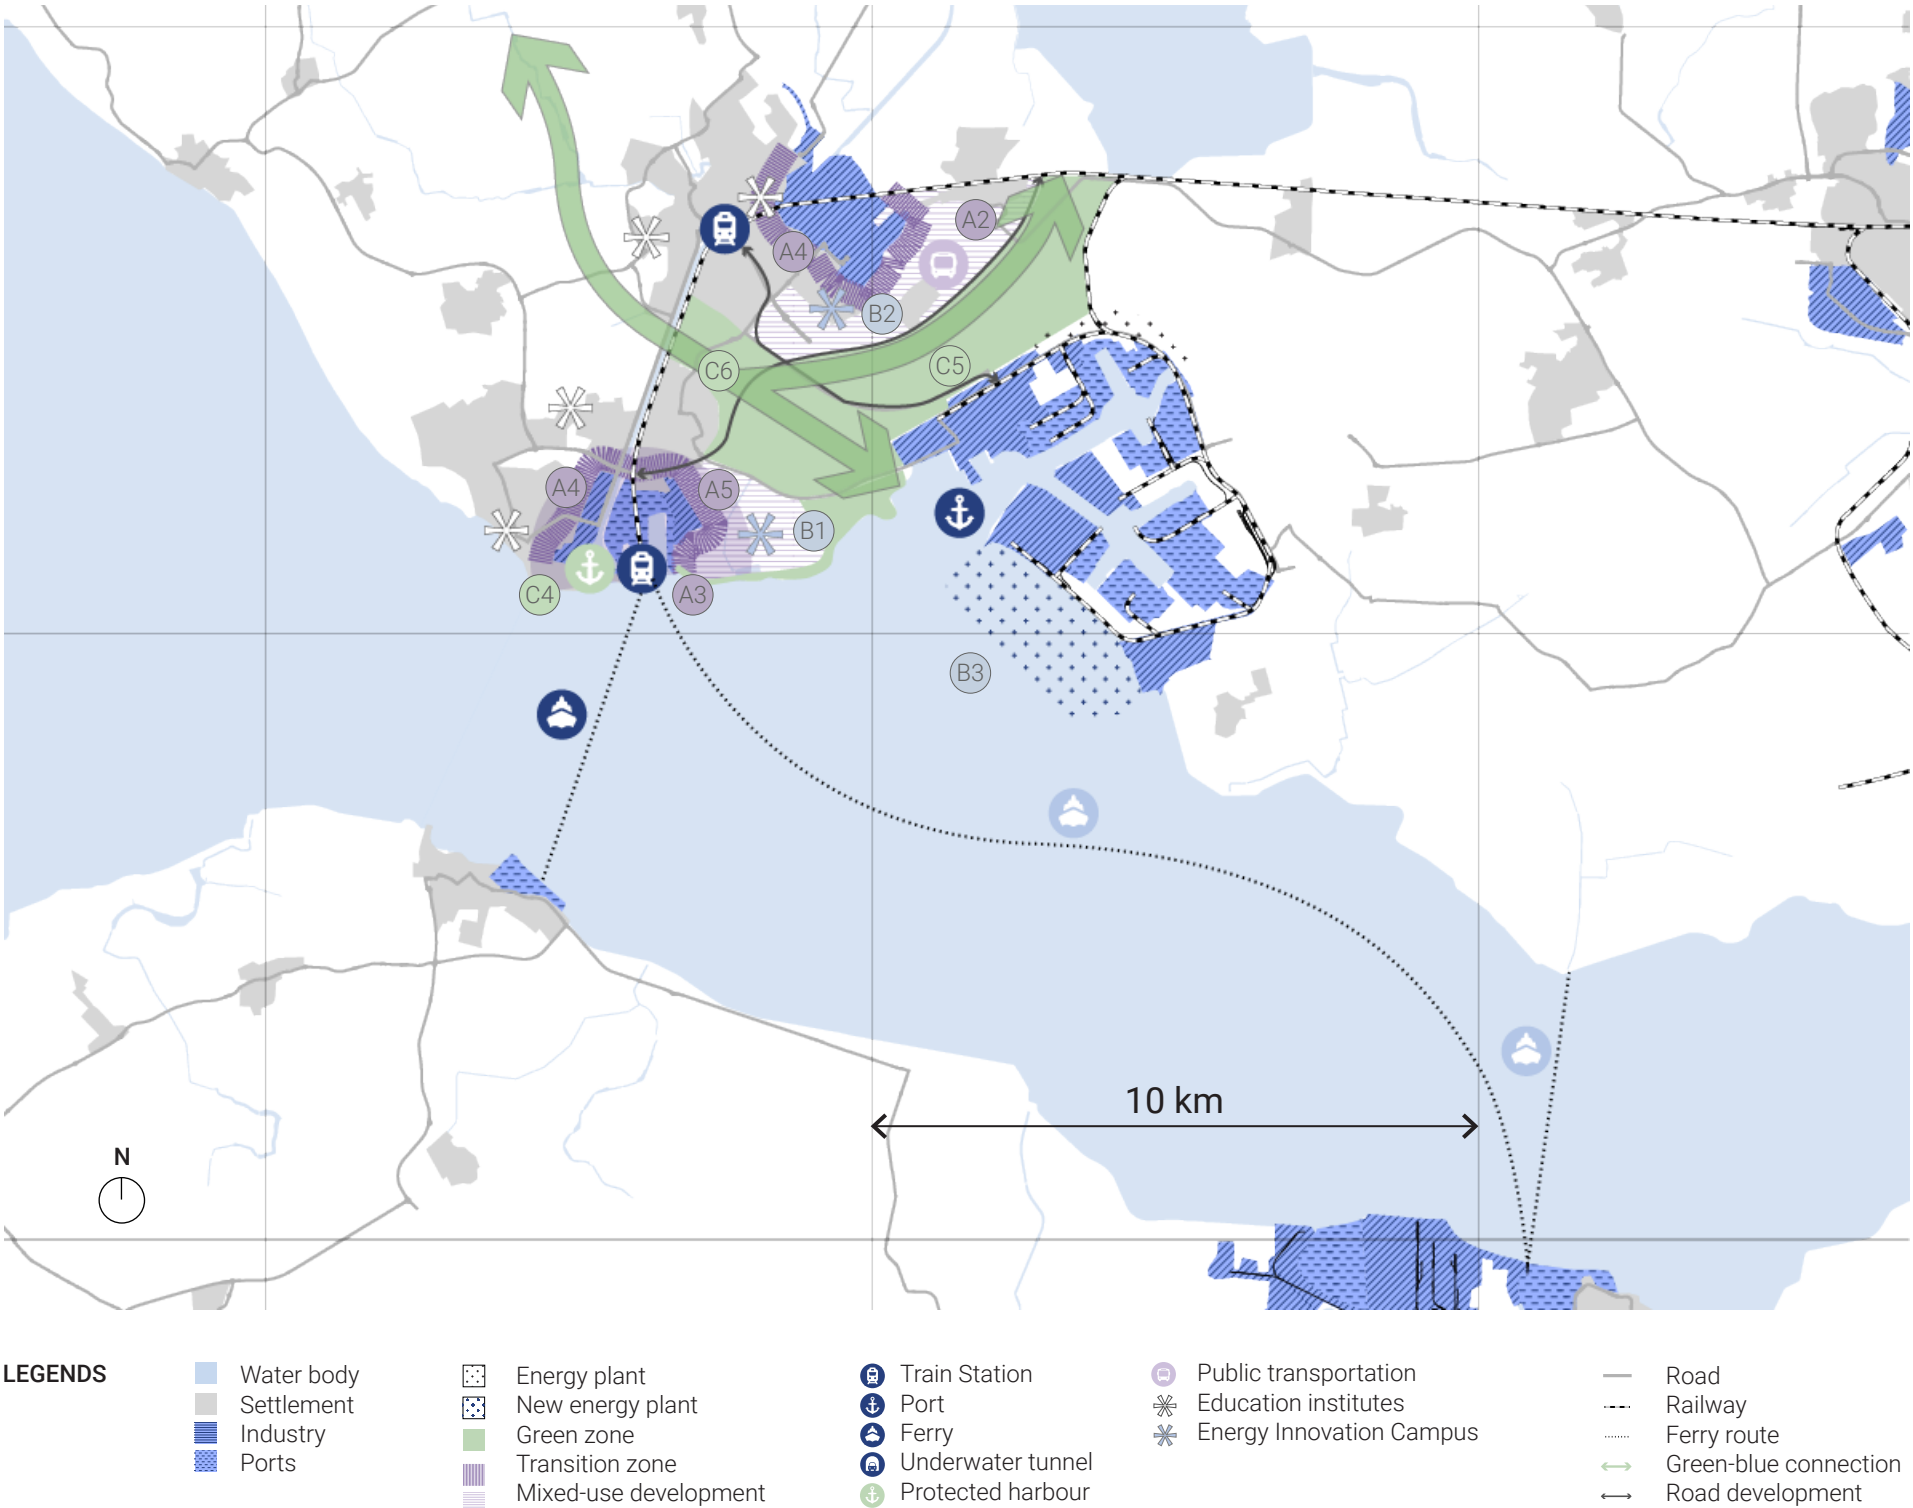 A2
A4
B2
C6
C5
A4
A5
B1
C4
A3
B3
10 km
N
LEGENDS
Water body
Settlement
Industry
Ports
Energy plant
New energy plant
Green zone
Transition zone
Mixed-use development
Train Station
Port
Ferry
Underwater tunnel
Protected harbour
Public transportation
Education institutes
Energy Innovation Campus
Road
Railway
Ferry route
Green-blue connection
Road development